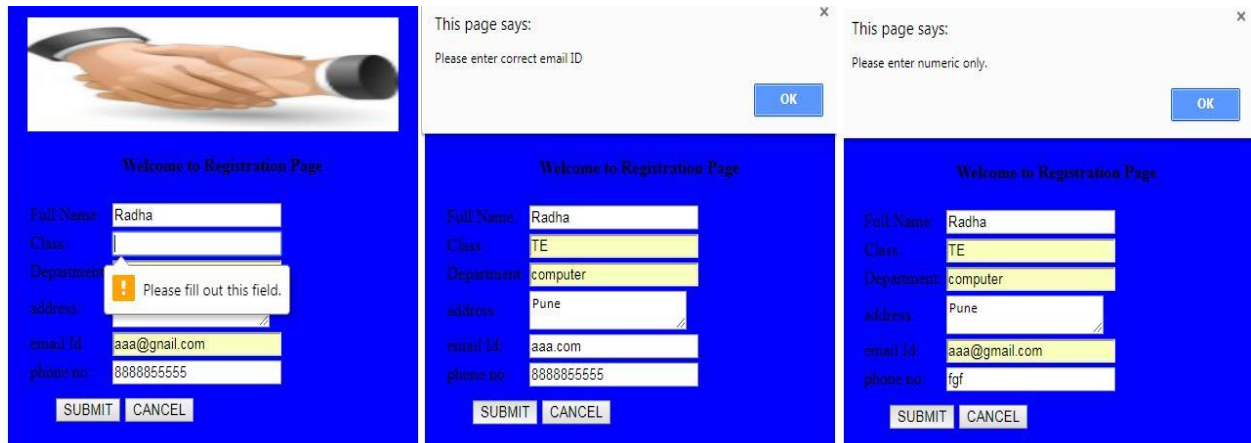 Welcome to Registration Page
Full Name: Radha
Class:
Department
Please fill out this field.
address:
email Id: aaa@gnail.com
phone no: 8888855555
SUBMIT CANCEL
This page says: x
Please enter correct email ID
OK
Welcome to Registration Page
Full Name: Radha
Class: TE
Department: computer
address: Pune
email Id: aaa.com
phone no: 8888855555
SUBMIT CANCEL
This page says: x
Please enter numeric only.
OK
Welcome to Registration Page
Full Name: Radha
Class: TE
Department: computer
address: Pune
email Id: aaa@gmail.com
phone no: fgf
SUBMIT CANCEL